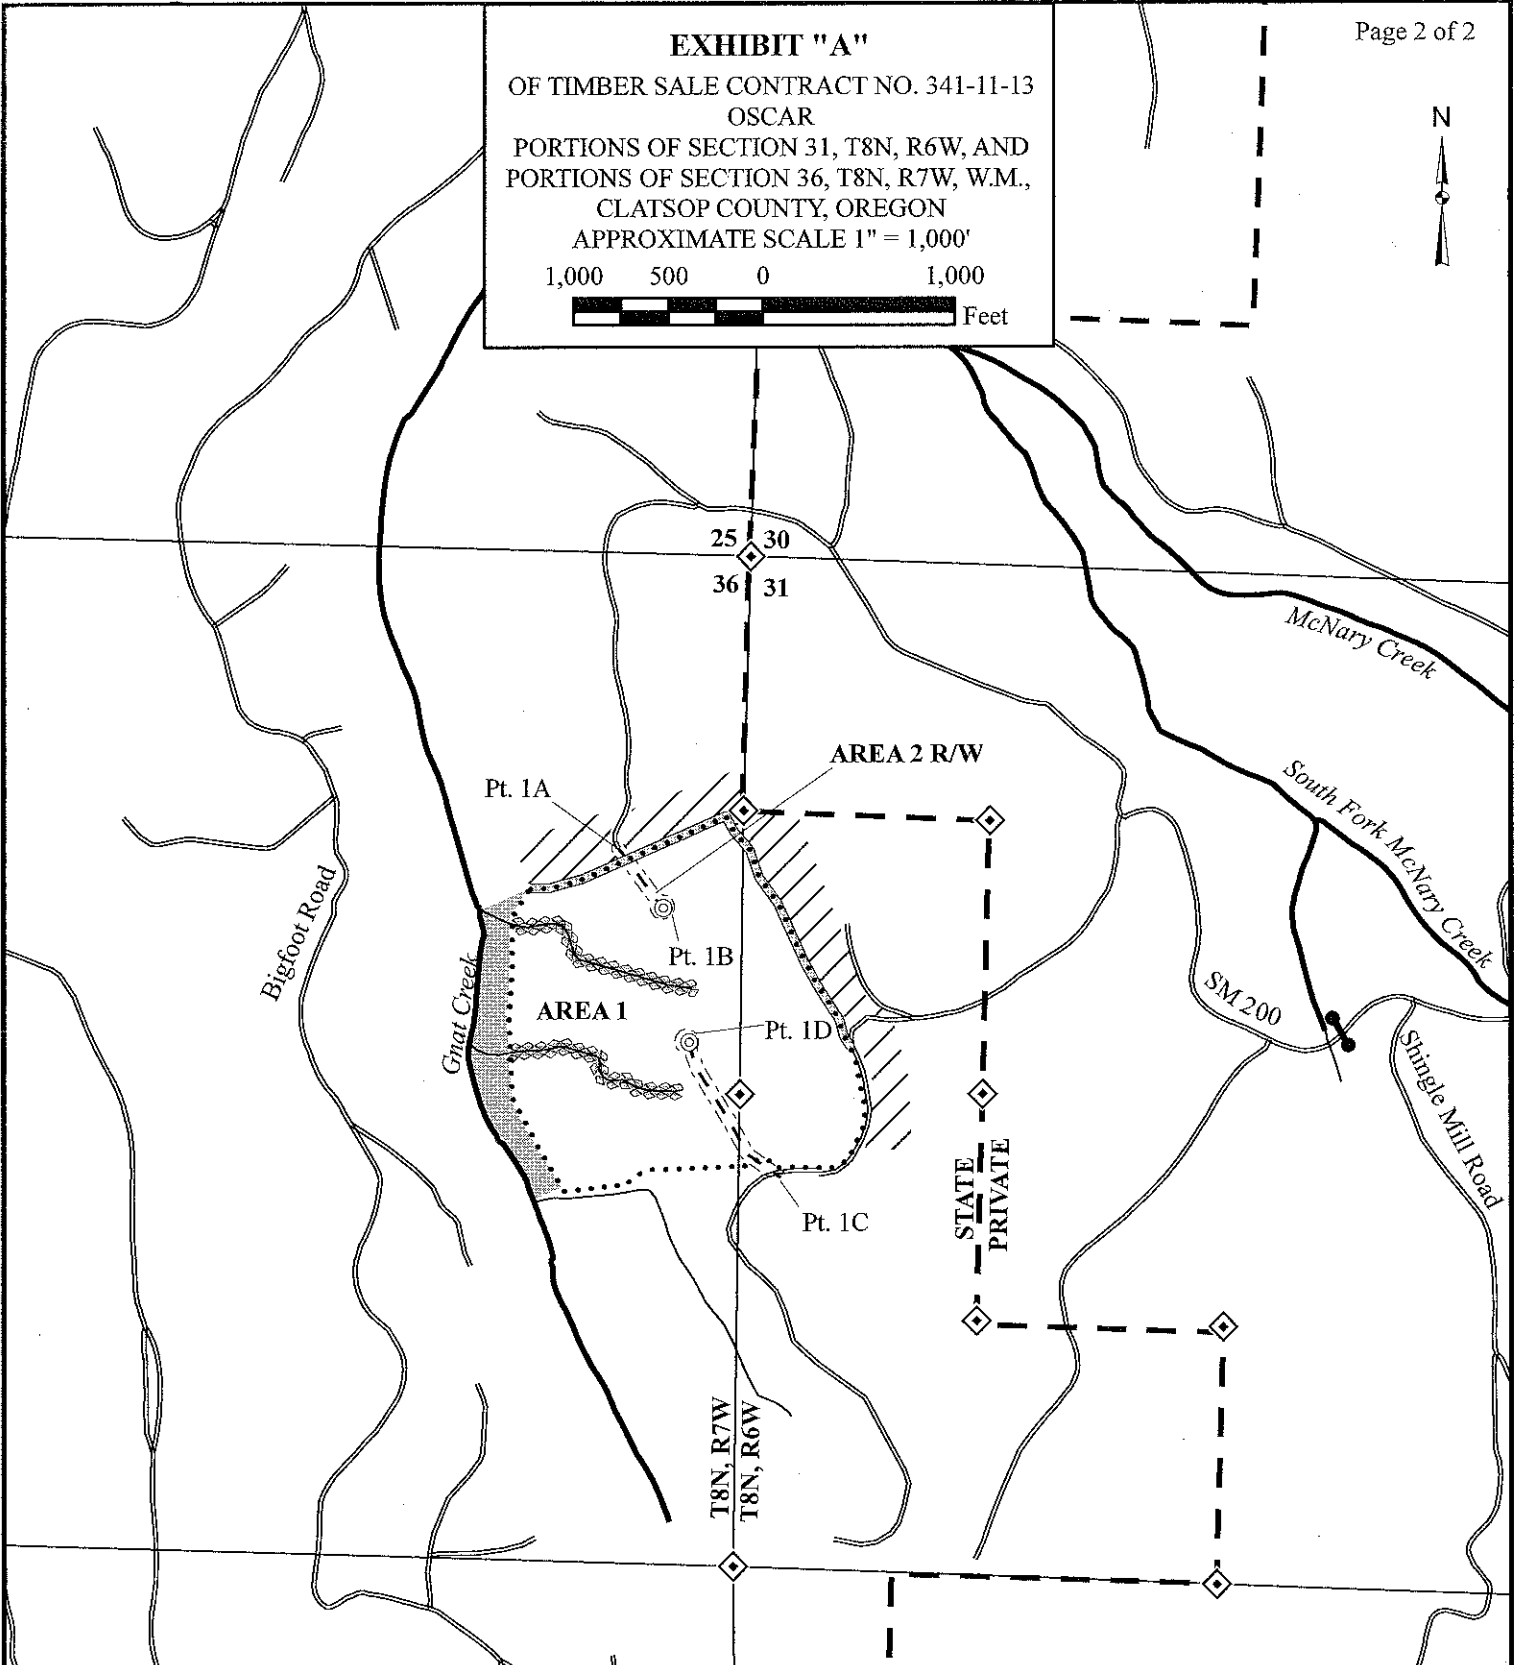 Page 2 of 2
EXHIBIT "A"
OF TIMBER SALE CONTRACT NO. 341-11-13
OSCAR
PORTIONS OF SECTION 31, T8N, R6W, AND
PORTIONS OF SECTION 36, T8N, R7W, W.M.,
CLATSOP COUNTY, OREGON
APPROXIMATE SCALE 1" = 1,000'
1,000 500 0 1,000
Feet
N
25 30
36 31
McNary Creek
South Fork McNary Creek
AREA 2 R/W
Pt. 1A
Pt. 1B
Bigfoot Road
Gnat Creek
AREA 1
Pt. 1D
SM 200
Shingle Mill Road
STATE
PRIVATE
Pt. 1C
T8N, R7W
T8N, R6W